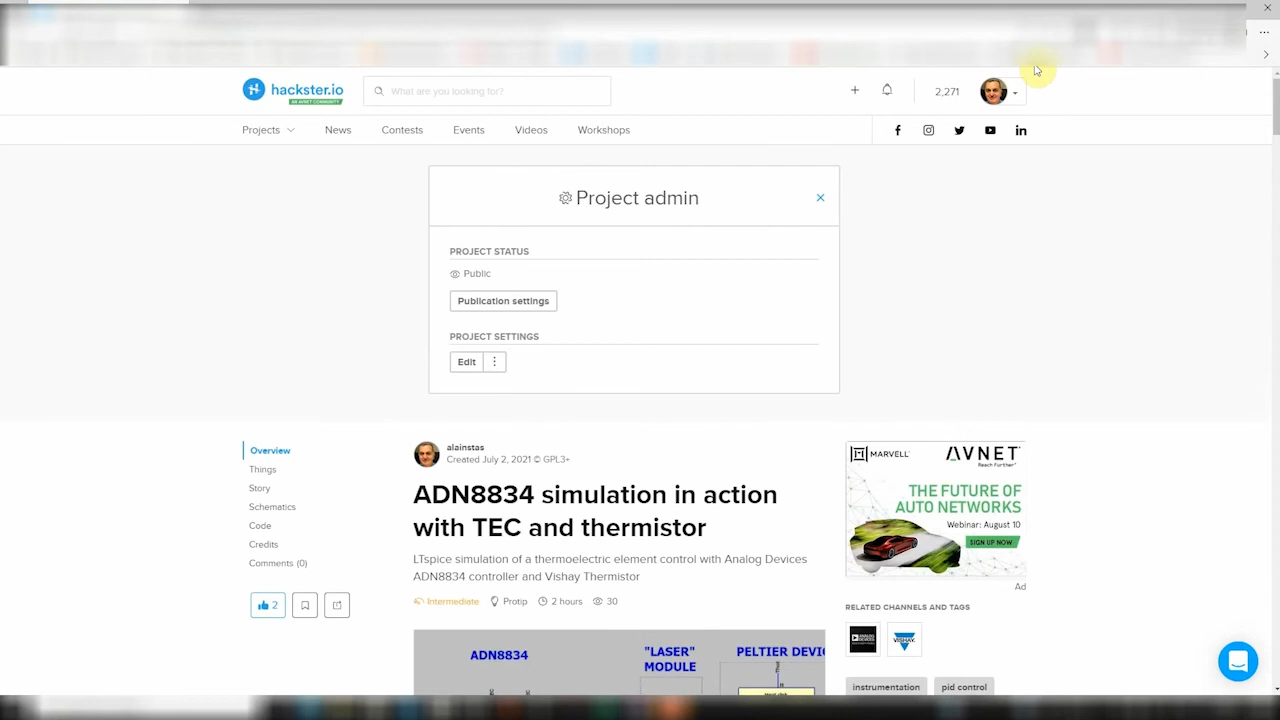 hackster.io
AN AVNET COMMUNITY
What are you looking for?
2,271
Projects
News
Contests
Events
Videos
Workshops
Project admin
PROJECT STATUS
Public
Publication settings
PROJECT SETTINGS
Edit
Overview
Things
Story
Schematics
Code
Credits
Comments (0)
2
alainstas
Created July 2, 2021 © GPL3+
ADN8834 simulation in action
with TEC and thermistor
LTspice simulation of a thermoelectric element control with Analog Devices
ADN8834 controller and Vishay Thermistor
Intermediate
Protip
2 hours
30
ADN8834
"LASER"
MODULE
PELTIER DEVI
MARVELL
AVNET
Reach Further™
THE FUTURE OF
AUTO NETWORKS
Webinar: August 10
SIGN UP NOW
Ad
RELATED CHANNELS AND TAGS
ANALOG
DEVICES
VISHAY
instrumentation
pid control